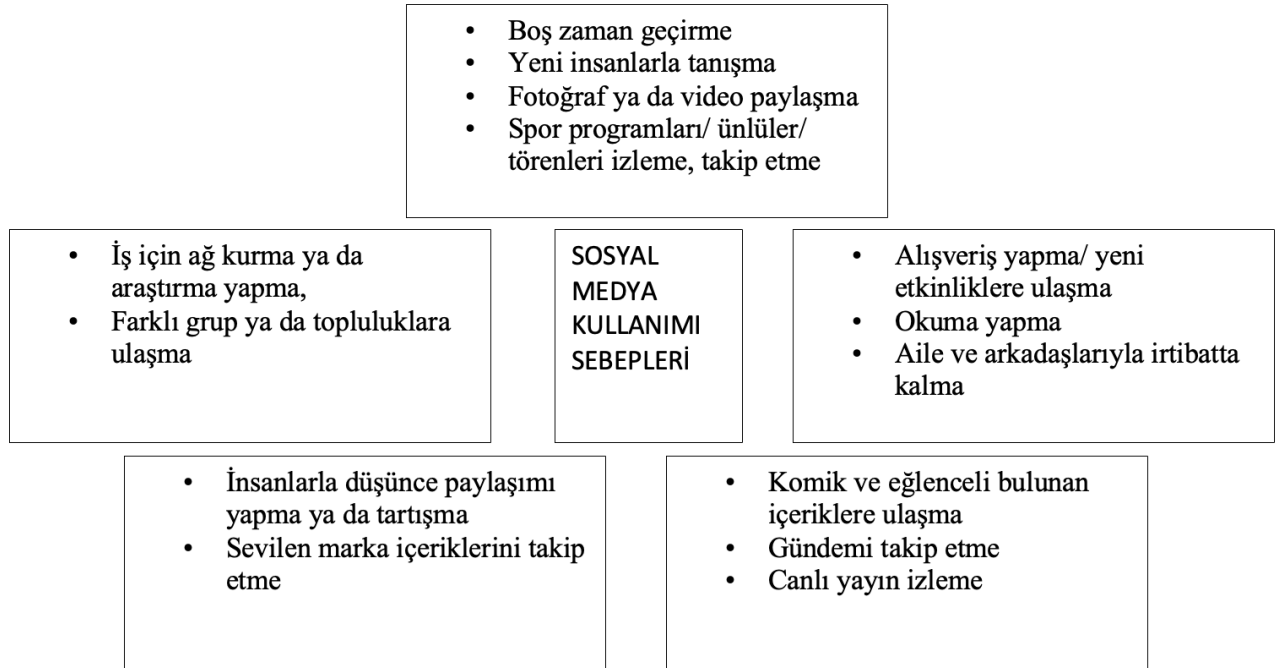 • Boş zaman geçirme
• Yeni insanlarla tanışma
• Fotoğraf ya da video paylaşma
• Spor programları/ ünlüler/
törenleri izleme, takip etme
• İş için ağ kurma ya da
araştırma yapma,
• Farklı grup ya da topluluklara
ulaşma
SOSYAL
MEDYA
KULLANIMI
SEBEPLERİ
• Alışveriş yapma/ yeni
etkinliklere ulaşma
• Okuma yapma
• Aile ve arkadaşlarıyla irtibatta
kalma
• İnsanlarla düşünce paylaşımı
yapma ya da tartışma
• Sevilen marka içeriklerini takip
etme
• Komik ve eğlenceli bulunan
içeriklere ulaşma
• Gündemi takip etme
• Canlı yayın izleme